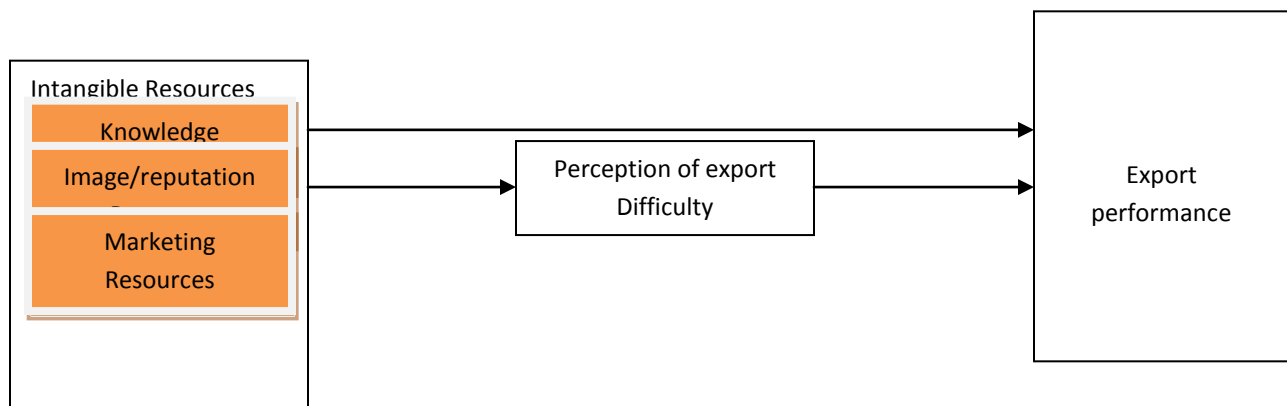 Intangible Resources
Knowledge
Image/reputation
Marketing
Resources
Perception of export
Difficulty
Export
performance